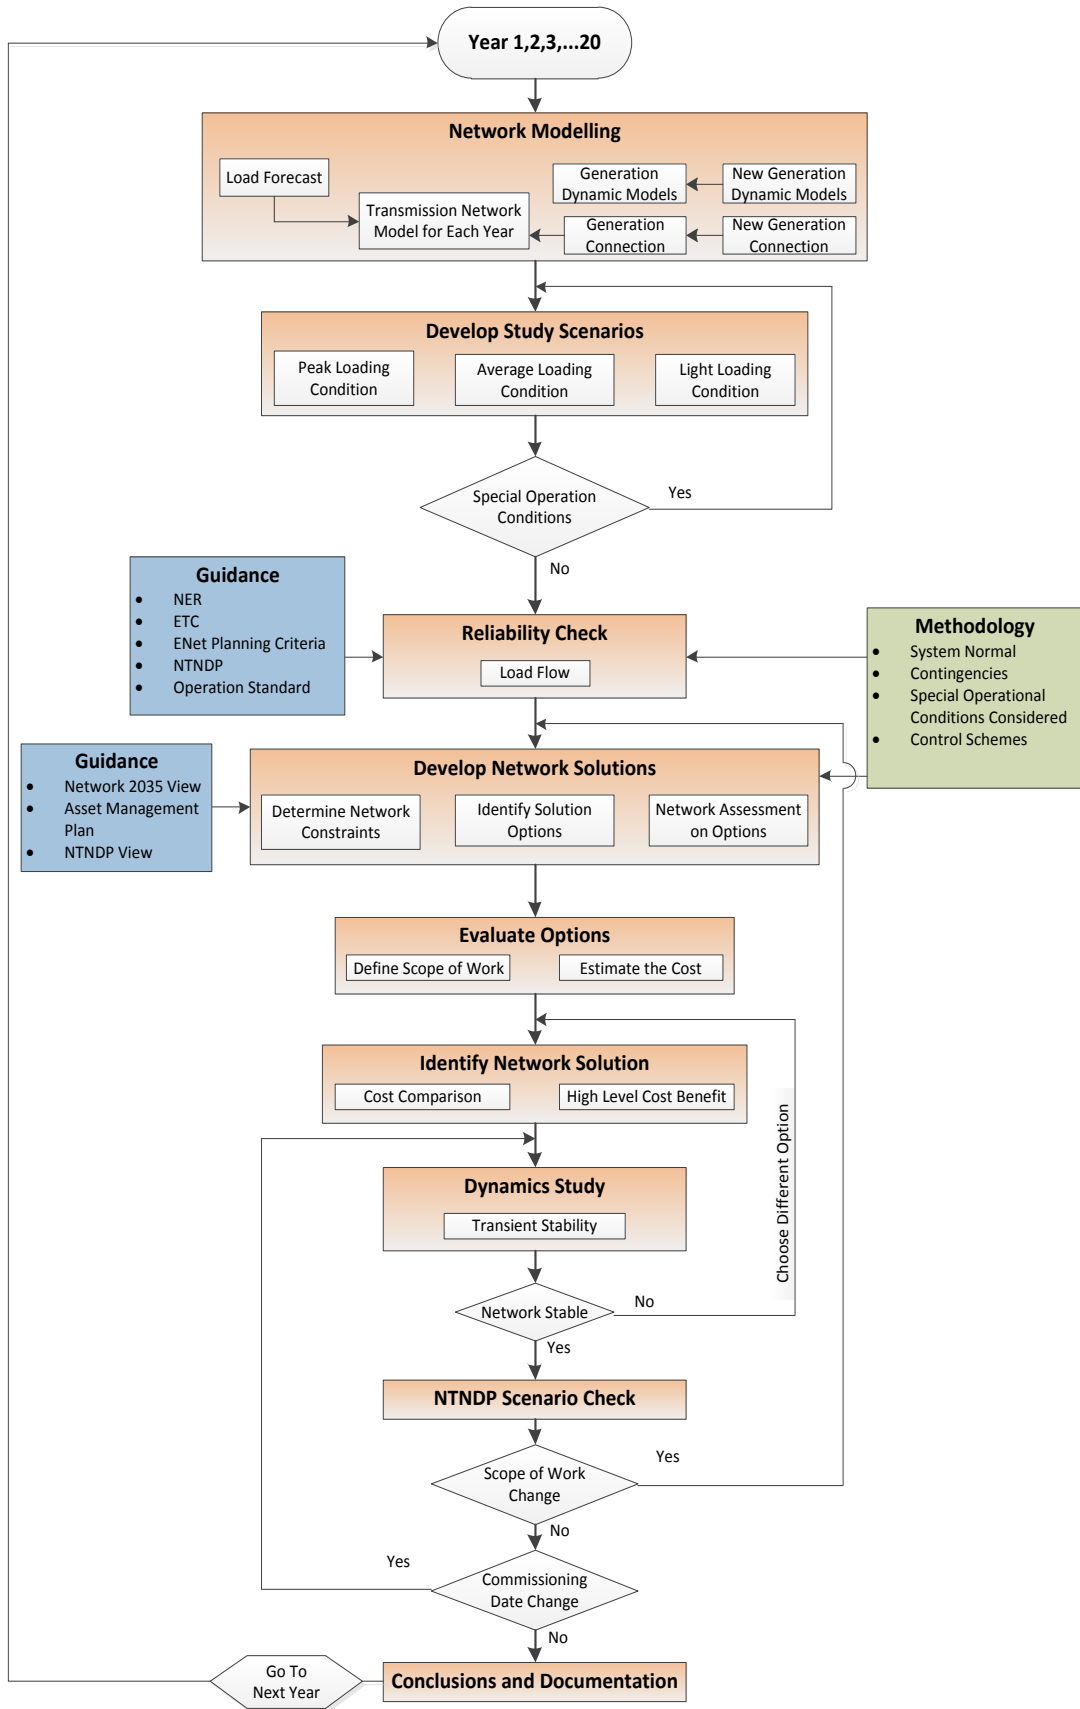 Year 1,2,3,...20
Network Modelling
Load Forecast
Generation
Dynamic Models
New Generation
Dynamic Models
Transmission Network
Model for Each Year
Generation
Connection
New Generation
Connection
Develop Study Scenarios
Peak Loading
Condition
Average Loading
Condition
Light Loading
Condition
Special Operation
Conditions
Yes
No
Guidance
• NER
• ETC
• ENet Planning Criteria
• NTNDP
• Operation Standard
Reliability Check
Load Flow
Methodology
• System Normal
• Contingencies
• Special Operational
Conditions Considered
• Control Schemes
Guidance
• Network 2035 View
• Asset Management
Plan
• NTNDP View
Develop Network Solutions
Determine Network
Constraints
Identify Solution
Options
Network Assessment
on Options
Evaluate Options
Define Scope of Work
Estimate the Cost
Identify Network Solution
Cost Comparison
High Level Cost Benefit
Choose Different Option
Dynamics Study
Transient Stability
Network Stable
No
Yes
NTNDP Scenario Check
Scope of Work
Change
Yes
No
Commissioning
Date Change
Yes
No
Go To
Next Year
Conclusions and Documentation